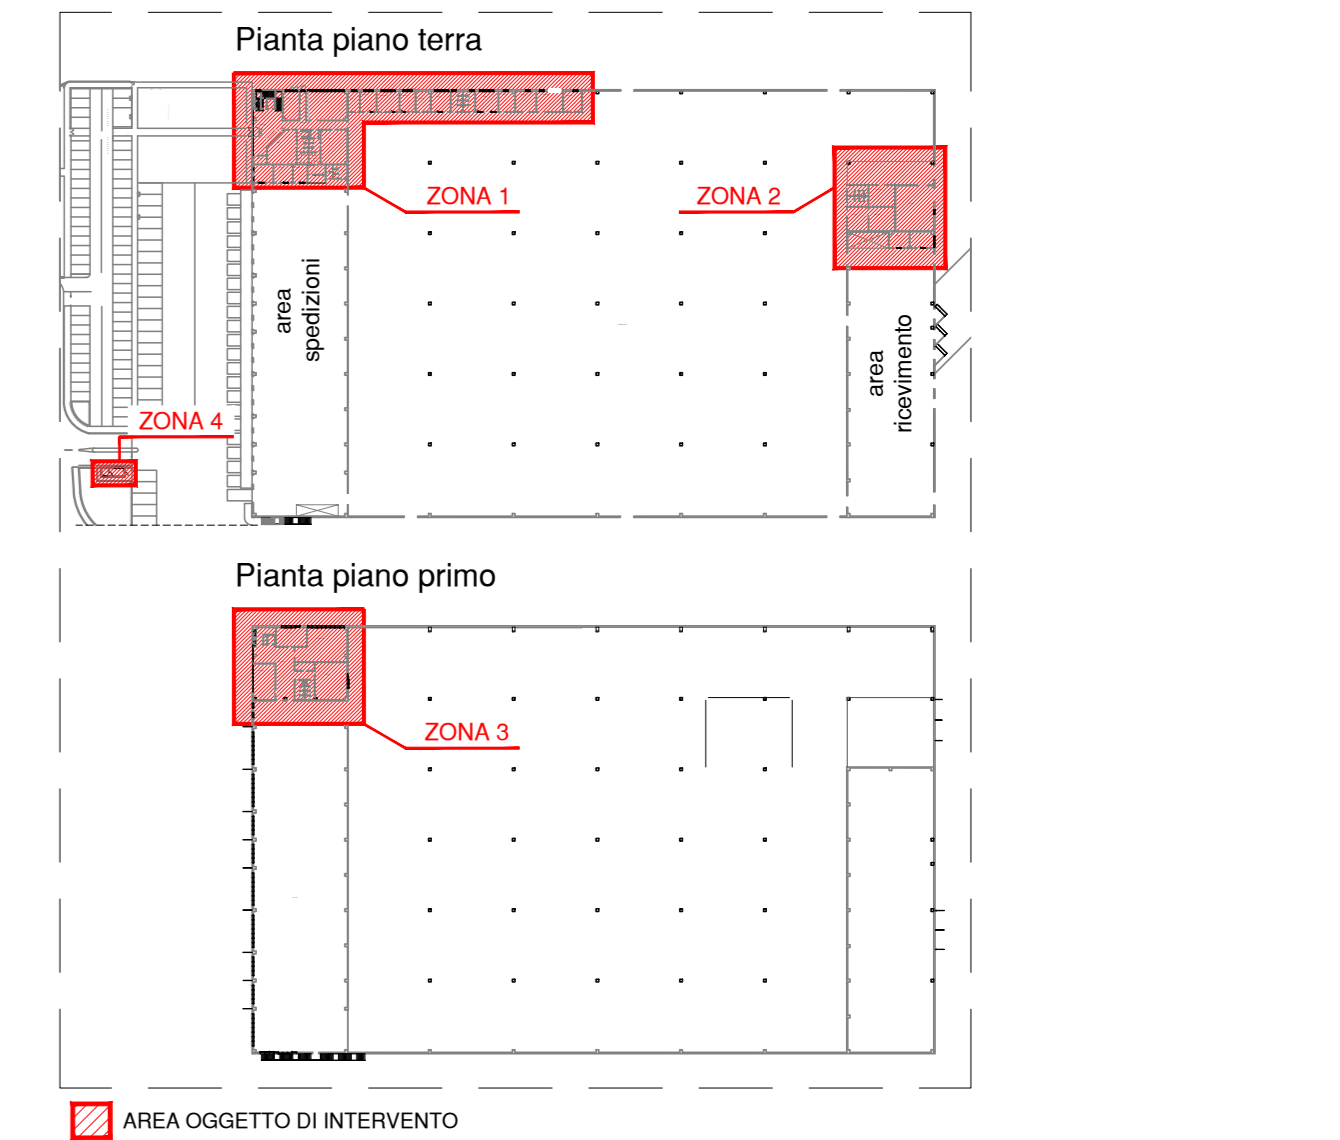 Pianta piano terra
ZONA 1
ZONA 2
area
spedizioni
area
ricevimento
ZONA 4
Pianta piano primo
ZONA 3
AREA OGGETTO DI INTERVENTO